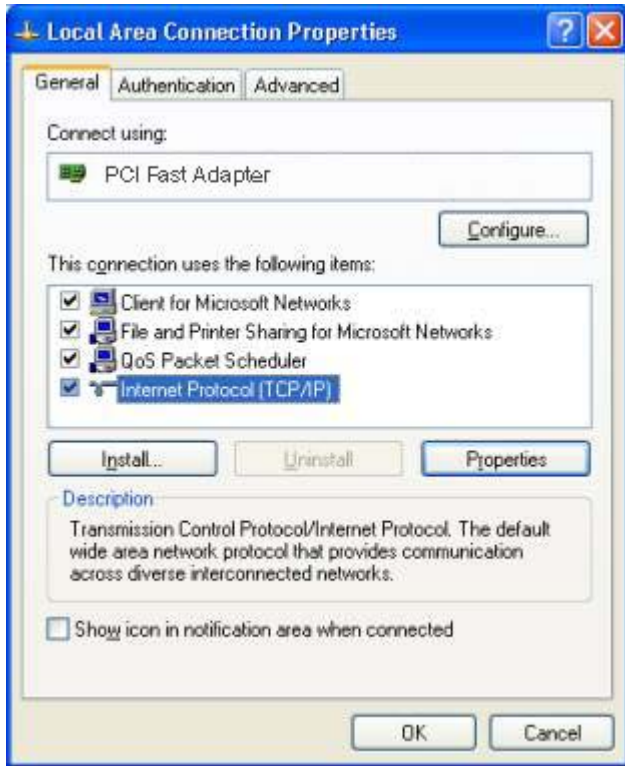 Local Area Connection Properties
General Authentication Advanced
Connect using:
PCI Fast Adapter
Configure...
This connection uses the following items:
Client for Microsoft Networks
File and Printer Sharing for Microsoft Networks
QoS Packet Scheduler
Internet Protocol (TCP/IP)
Install... Uninstall Properties
Description
Transmission Control Protocol/Internet Protocol. The default
wide area network protocol that provides communication
across diverse interconnected networks.
Show icon in notification area when connected
OK Cancel